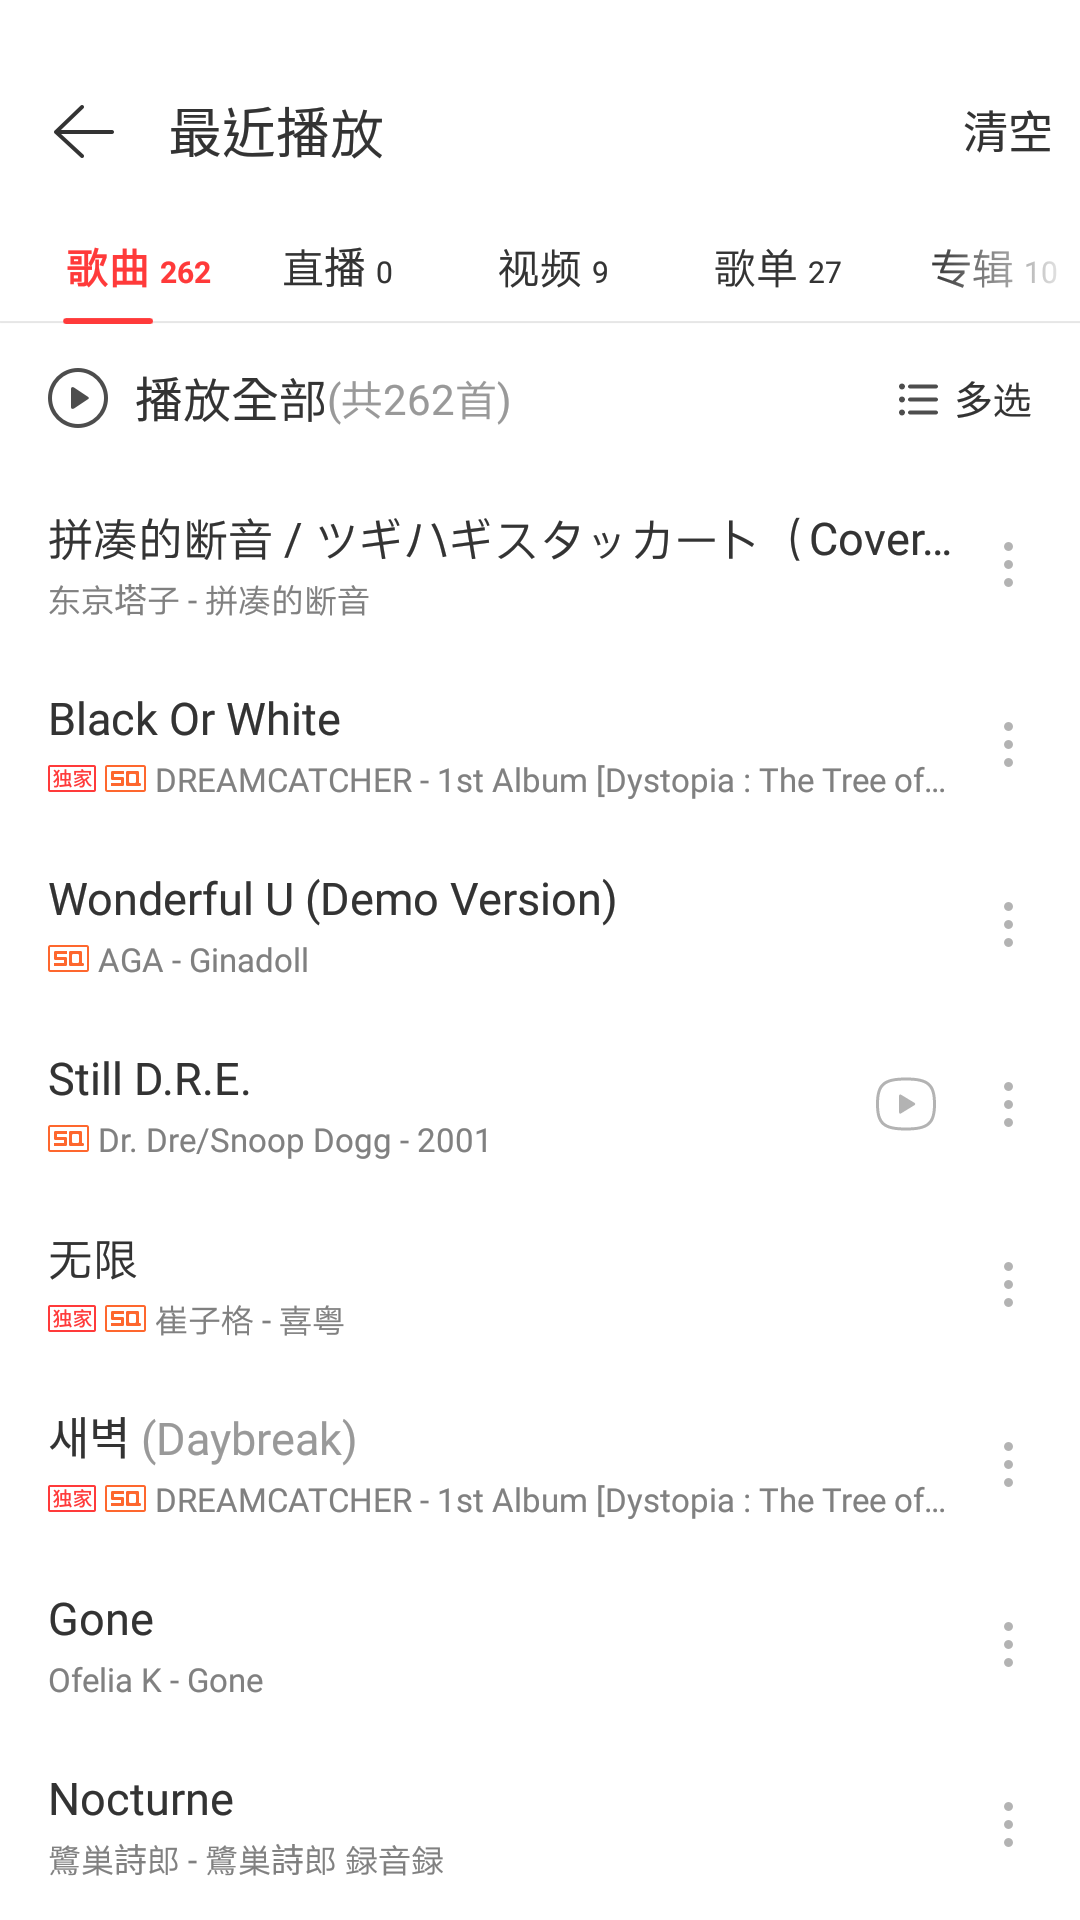 最近播放 清空
歌曲 262 直播 0 视频 9 歌单 27 专辑 10
播放全部(共262首) 多选
拼凑的断音 / ツギハギスタッカート（Cover...
东京塔子 - 拼凑的断音
Black Or White
独家 SQ DREAMCATCHER - 1st Album [Dystopia : The Tree of...
Wonderful U (Demo Version)
SQ AGA - Ginadoll
Still D.R.E.
SQ Dr. Dre/Snoop Dogg - 2001
无限
独家 SQ 崔子格 - 喜粤
새벽 (Daybreak)
独家 SQ DREAMCATCHER - 1st Album [Dystopia : The Tree of...
Gone
Ofelia K - Gone
Nocturne
鷺巣詩郎 - 鷺巣詩郎 録音録